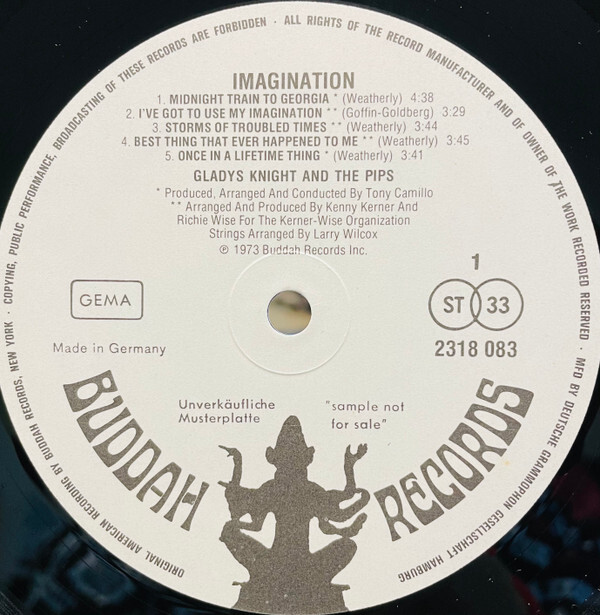 ORIGINAL AMERICAN RECORDING BY BUDDAH RECORDS, NEW YORK · COPYING, PUBLIC PERFORMANCE, BROADCASTING OF THESE RECORDS ARE FORBIDDEN · ALL RIGHTS OF THE RECORD MANUFACTURER AND OF OWNER OF THE WORK RECORDED RESERVED · MFD BY DEUTSCHE GRAMMOPHON GESELLSCHAFT HAMBURG
IMAGINATION
1. MIDNIGHT TRAIN TO GEORGIA * (Weatherly) 4:38
2. I'VE GOT TO USE MY IMAGINATION ** (Goffin-Goldberg) 3:29
3. STORMS OF TROUBLED TIMES ** (Weatherly) 3:44
4. BEST THING THAT EVER HAPPENED TO ME ** (Weatherly) 3:45
5. ONCE IN A LIFETIME THING * (Weatherly) 3:41
GLADYS KNIGHT AND THE PIPS
* Produced, Arranged And Conducted By Tony Camillo
** Arranged And Produced By Kenny Kerner And
Richie Wise For The Kerner-Wise Organization
Strings Arranged By Larry Wilcox
℗ 1973 Buddah Records Inc.
GEMA
Made in Germany
1
ST 33
2318 083
Unverkäufliche
Musterplatte
"sample not
for sale"
BUDDAH RECORDS